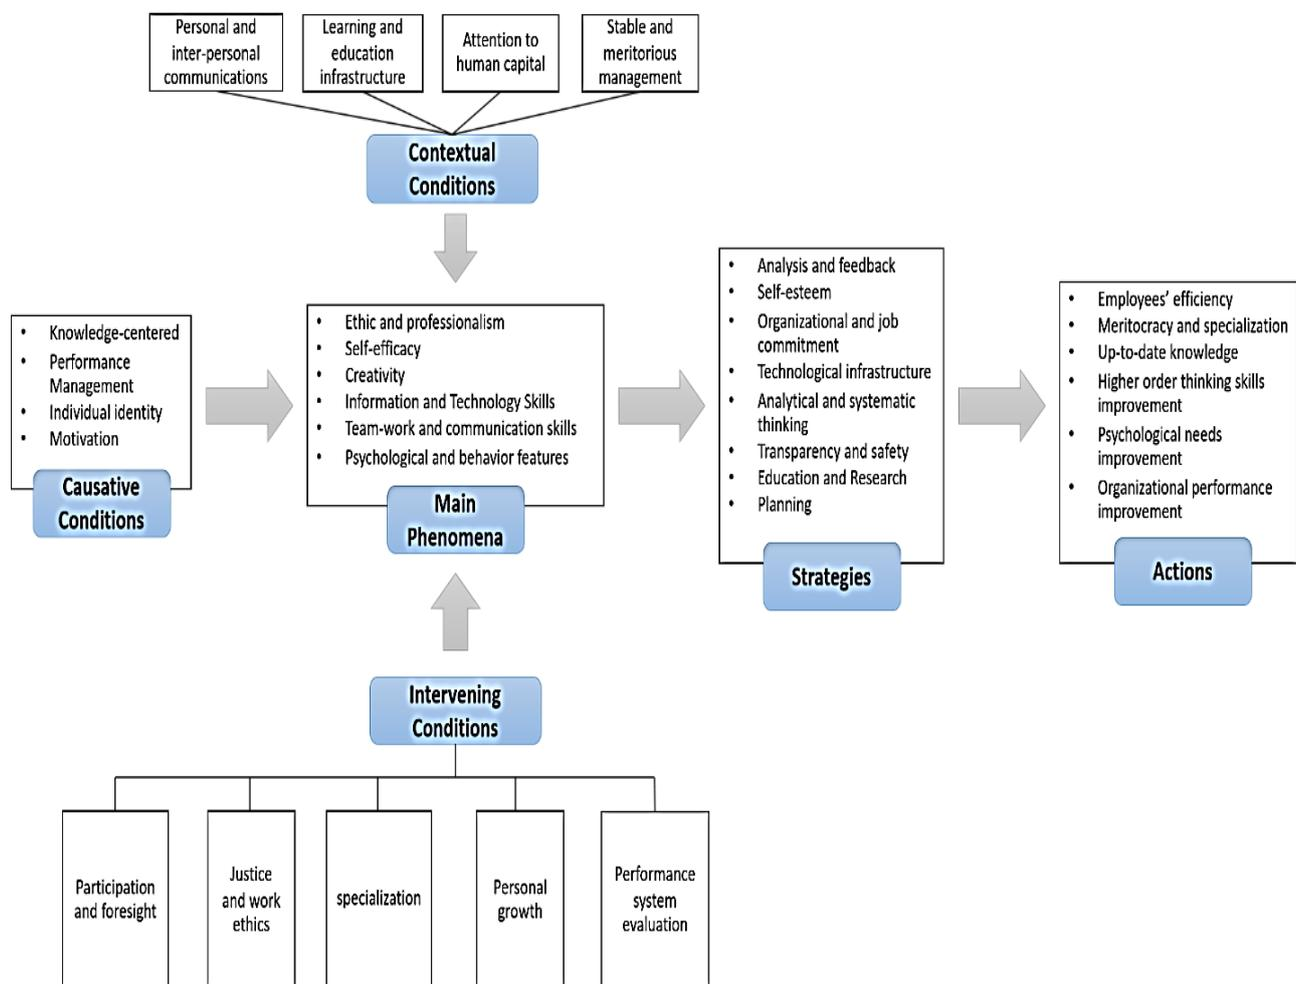 Personal and
inter-personal
communications
Learning and
education
infrastructure
Attention to
human capital
Stable and
meritorious
management
Contextual
Conditions
• Knowledge-centered
• Performance
Management
• Individual identity
• Motivation
Causative
Conditions
• Ethic and professionalism
• Self-efficacy
• Creativity
• Information and Technology Skills
• Team-work and communication skills
• Psychological and behavior features
Main
Phenomena
• Analysis and feedback
• Self-esteem
• Organizational and job
commitment
• Technological infrastructure
• Analytical and systematic
thinking
• Transparency and safety
• Education and Research
• Planning
Strategies
• Employees’ efficiency
• Meritocracy and specialization
• Up-to-date knowledge
• Higher order thinking skills
improvement
• Psychological needs
improvement
• Organizational performance
improvement
Actions
Intervening
Conditions
Participation
and foresight
Justice
and work
ethics
specialization
Personal
growth
Performance
system
evaluation